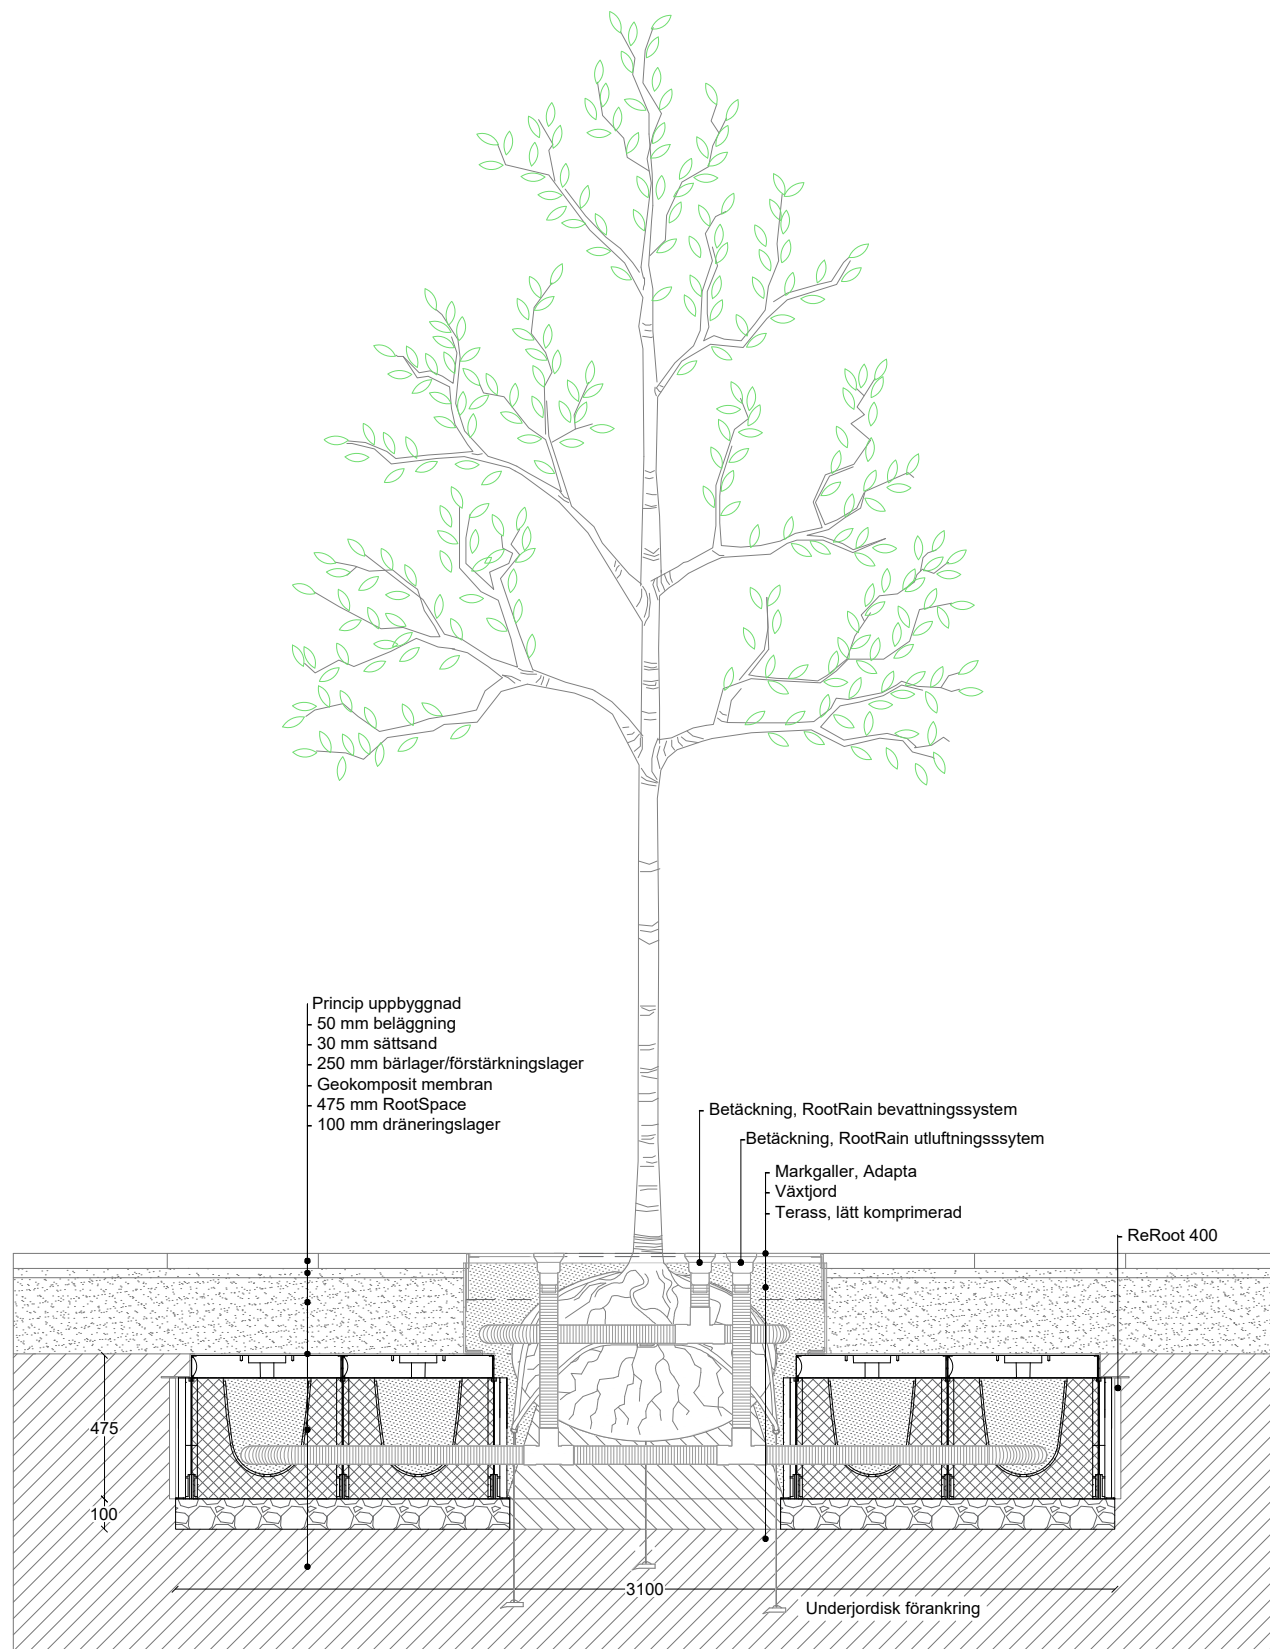 Princip uppbyggnad
- 50 mm beläggning
- 30 mm sättsand
- 250 mm bärlager/förstärkningslager
- Geokomposit membran
- 475 mm RootSpace
- 100 mm dräneringslager
Betäckning, RootRain bevattningssystem
Betäckning, RootRain utluftningsssytem
- Markgaller, Adapta
- Växtjord
- Terass, lätt komprimerad
- ReRoot 400
475
100
3100
Underjordisk förankring